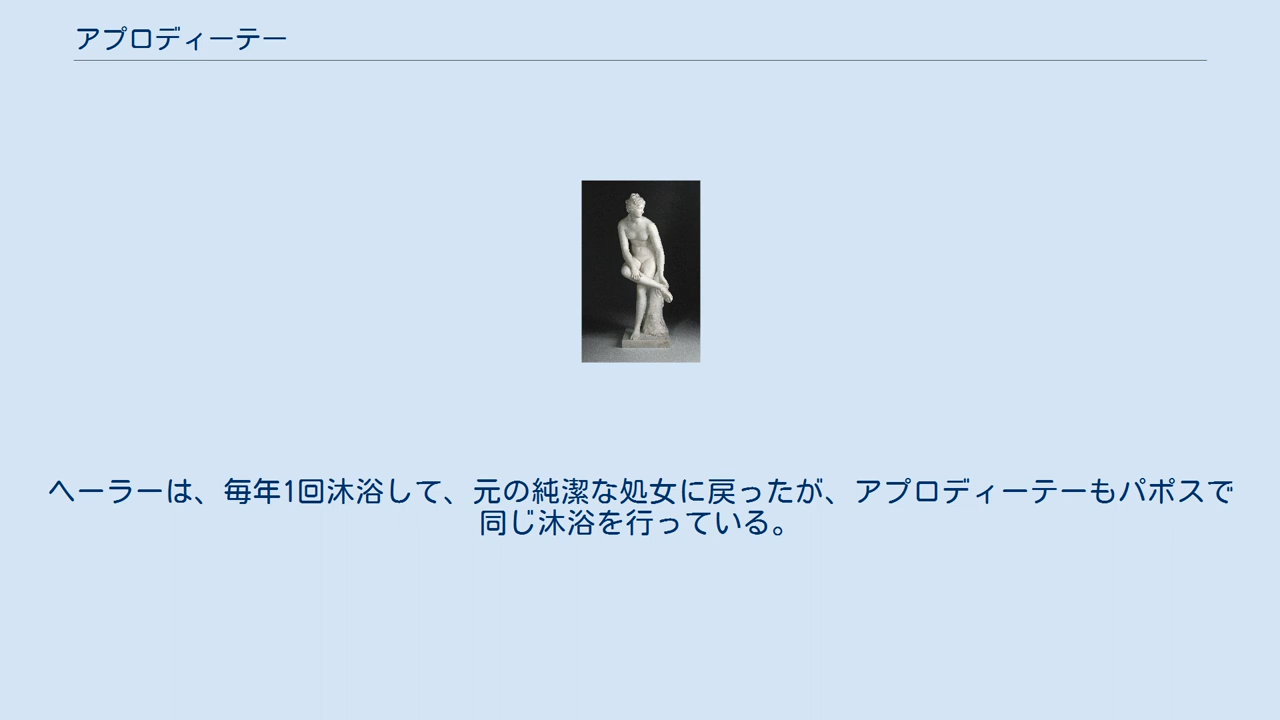 アプロディーテー
ヘーラーは、毎年1回沐浴して、元の純潔な処女に戻ったが、アプロディーテーもパポスで
同じ沐浴を行っている。